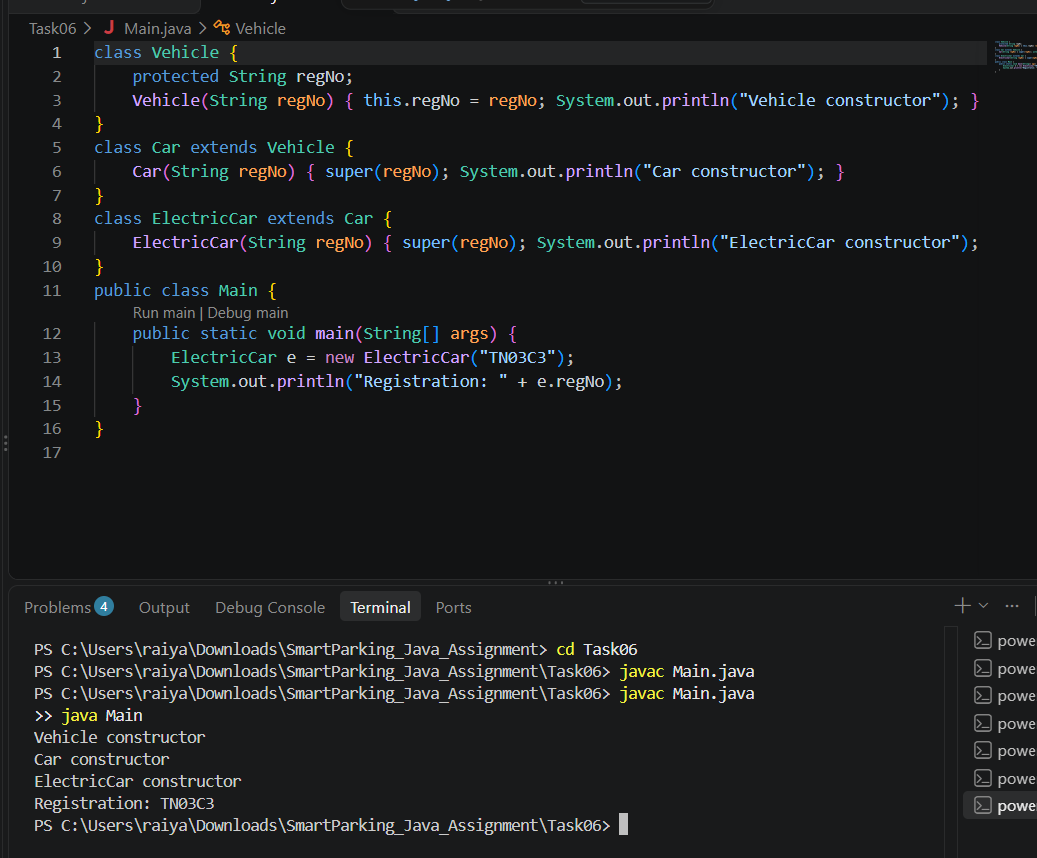 Task06 > J Main.java > Vehicle
1 class Vehicle {
2 protected String regNo;
3 Vehicle(String regNo) { this.regNo = regNo; System.out.println("Vehicle constructor"); }
4 }
5 class Car extends Vehicle {
6 Car(String regNo) { super(regNo); System.out.println("Car constructor"); }
7 }
8 class ElectricCar extends Car {
9 ElectricCar(String regNo) { super(regNo); System.out.println("ElectricCar constructor");
10 }
11 public class Main {
Run main | Debug main
12 public static void main(String[] args) {
13 ElectricCar e = new ElectricCar("TN03C3");
14 System.out.println("Registration: " + e.regNo);
15 }
16 }
17
Problems 4 Output Debug Console Terminal Ports
PS C:\Users\raiya\Downloads\SmartParking_Java_Assignment> cd Task06
PS C:\Users\raiya\Downloads\SmartParking_Java_Assignment\Task06> javac Main.java
PS C:\Users\raiya\Downloads\SmartParking_Java_Assignment\Task06> javac Main.java
>> java Main
Vehicle constructor
Car constructor
ElectricCar constructor
Registration: TN03C3
PS C:\Users\raiya\Downloads\SmartParking_Java_Assignment\Task06>
powe
powe
powe
powe
powe
powe
powe